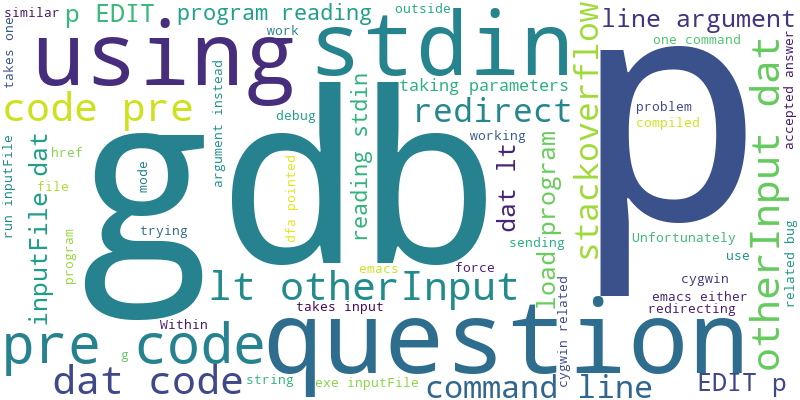 similar
p EDIT
program reading
outside
line argument
takes one
using
work
stdin
stackoverflow
one command
accepted answer
code pre
argument instead
debug
reading stdin
taking parameters
redirect
p
problem
compiled
otherInput dat
run inputFile
inputFile dat
href
file
mode
gdb
dfa pointed
working
dat lt
load program
trying
sending
Unfortunately
related bug
program
emacs
force
use
lt otherInput
cygwin
takes input
emacs either
redirecting
Within
pre code
g
question
cygwin related
dat code
string
exe inputFile
command line
EDIT p